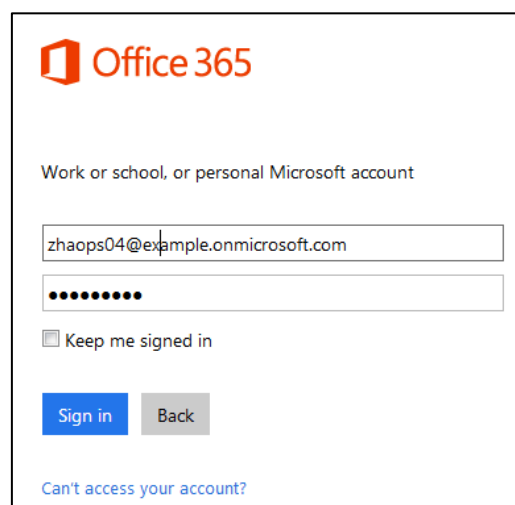 Office 365
Work or school, or personal Microsoft account
zhaops04@example.onmicrosoft.com
•••••••••
Keep me signed in
Sign in Back
Can't access your account?